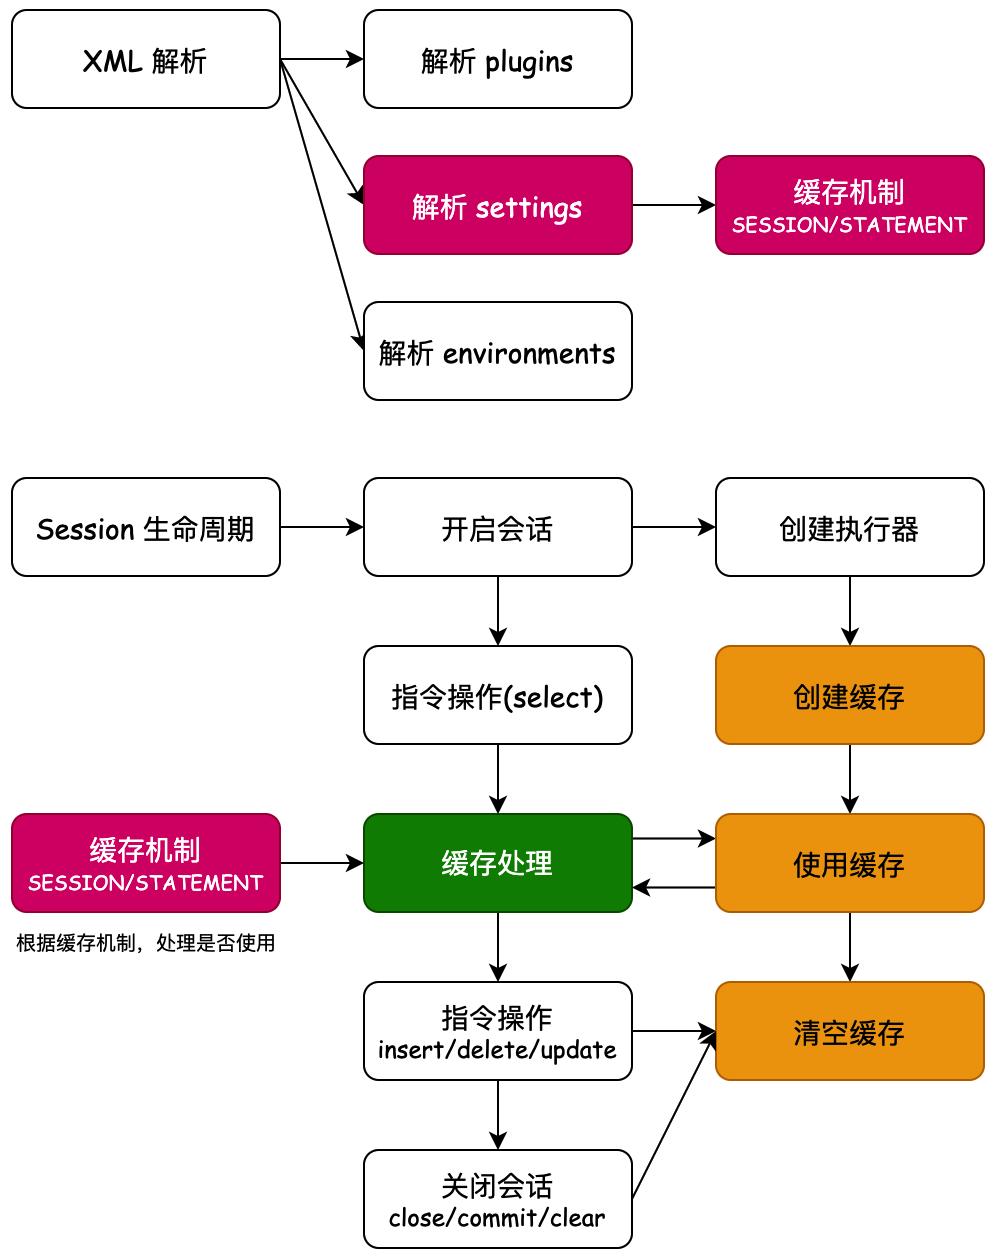 XML 解析
解析 plugins
解析 settings
缓存机制
SESSION/STATEMENT
解析 environments
Session 生命周期
开启会话
创建执行器
指令操作(select)
创建缓存
缓存机制
SESSION/STATEMENT
缓存处理
使用缓存
根据缓存机制，处理是否使用
指令操作
insert/delete/update
清空缓存
关闭会话
close/commit/clear